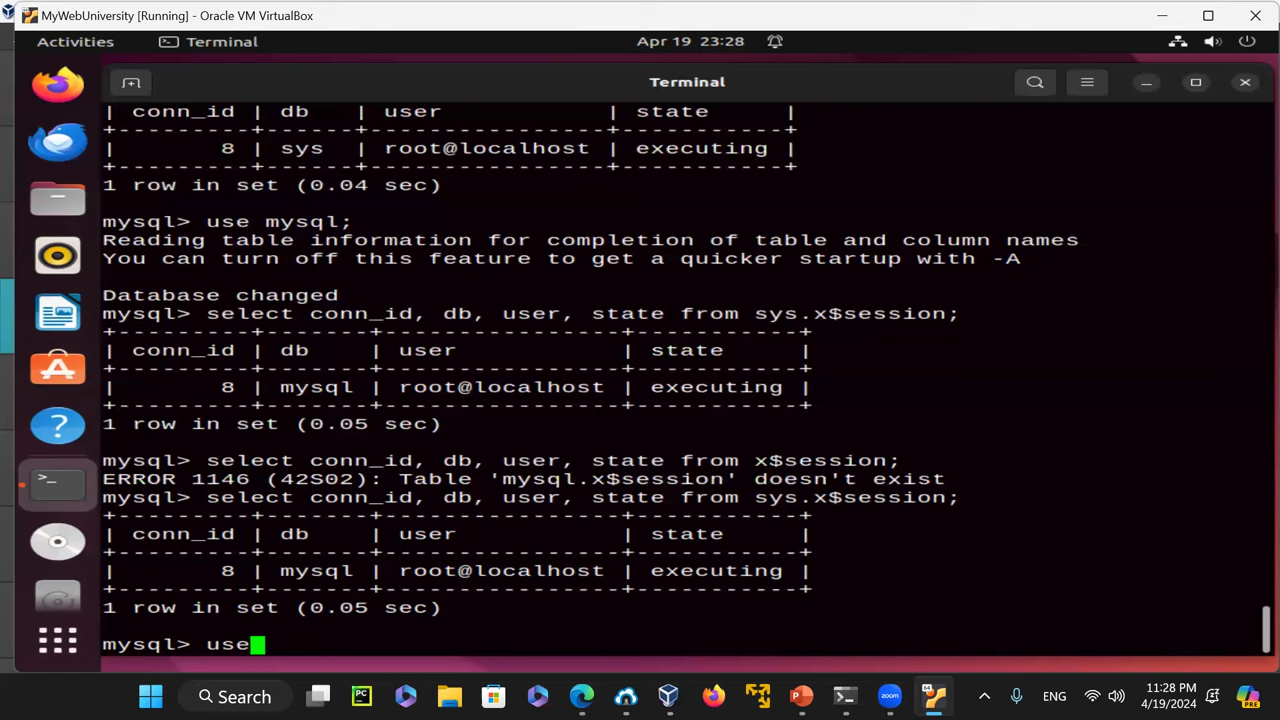 MyWebUniversity [Running] - Oracle VM VirtualBox
Activities Terminal Apr 19 23:28
Terminal
| conn_id | db | user | state |
+---------+------+----------------+-----------+
| 8 | sys | root@localhost | executing |
+---------+------+----------------+-----------+
1 row in set (0.04 sec)
mysql> use mysql;
Reading table information for completion of table and column names
You can turn off this feature to get a quicker startup with -A
Database changed
mysql> select conn_id, db, user, state from sys.x$session;
+---------+-------+----------------+-----------+
| conn_id | db | user | state |
+---------+-------+----------------+-----------+
| 8 | mysql | root@localhost | executing |
+---------+-------+----------------+-----------+
1 row in set (0.05 sec)
mysql> select conn_id, db, user, state from x$session;
ERROR 1146 (42S02): Table 'mysql.x$session' doesn't exist
mysql> select conn_id, db, user, state from sys.x$session;
+---------+-------+----------------+-----------+
| conn_id | db | user | state |
+---------+-------+----------------+-----------+
| 8 | mysql | root@localhost | executing |
+---------+-------+----------------+-----------+
1 row in set (0.05 sec)
mysql> use
Search PC ENG 11:28 PM PRE
4/19/2024
zoom